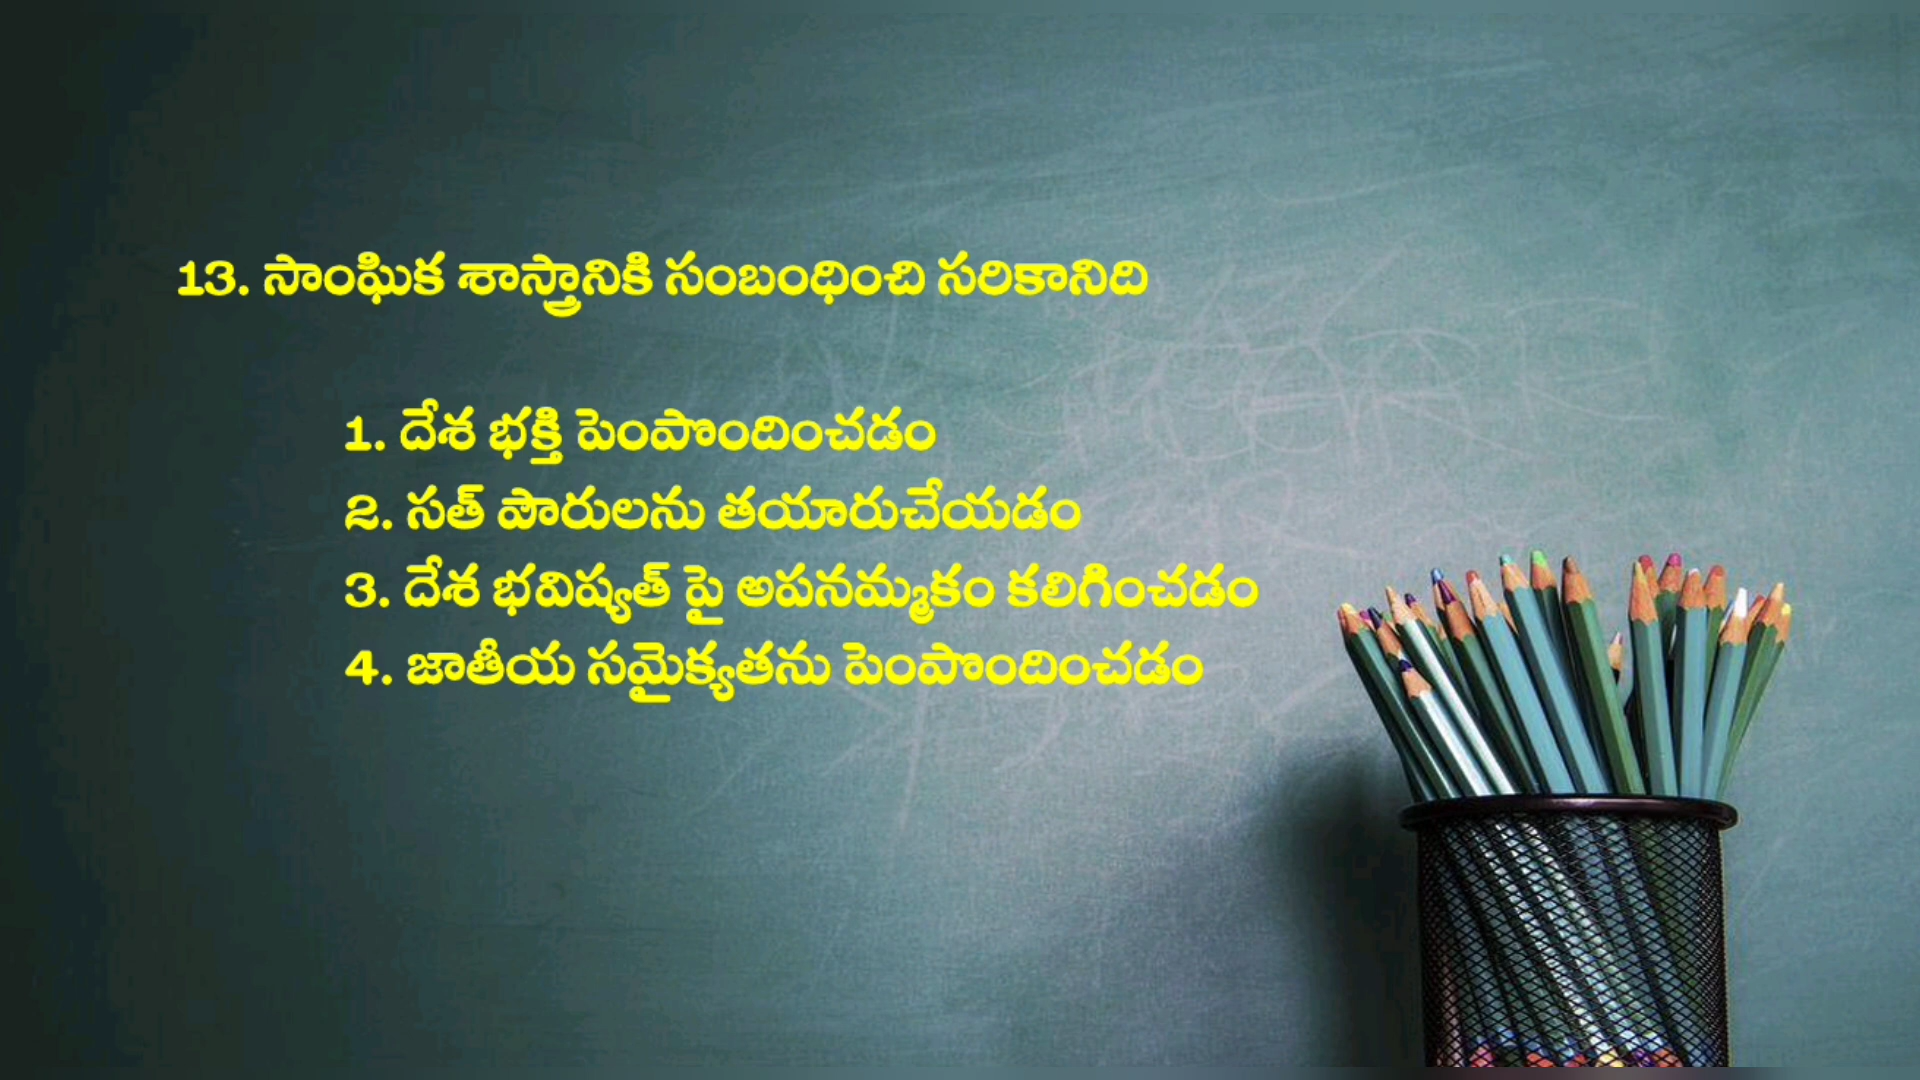 13. సాంఘిక శాస్త్రానికి సంబంధించి సరికానిది
1. దేశ భక్తి పెంపొందించడం
2. సత్ పౌరులను తయారుచేయడం
3. దేశ భవిష్యత్ పై అపనమ్మకం కలిగించడం
4. జాతీయ సమైక్యతను పెంపొందించడం